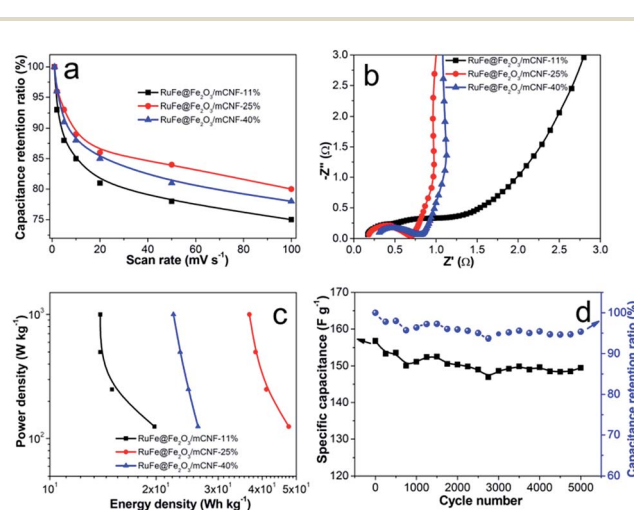 a
Capacitance retention ratio (%)
100
95
90
85
80
75
RuFe@Fe₂O₃/mCNF-11%
RuFe@Fe₂O₃/mCNF-25%
RuFe@Fe₂O₃/mCNF-40%
0 20 40 60 80 100
Scan rate (mV s⁻¹)
b
-Z'' (Ω)
3.0
2.5
2.0
1.5
1.0
0.5
0.0
RuFe@Fe₂O₃/mCNF-11%
RuFe@Fe₂O₃/mCNF-25%
RuFe@Fe₂O₃/mCNF-40%
0.0 0.5 1.0 1.5 2.0 2.5 3.0
Z' (Ω)
c
Power density (W kg⁻¹)
10³
10²
RuFe@Fe₂O₃/mCNF-11%
RuFe@Fe₂O₃/mCNF-25%
RuFe@Fe₂O₃/mCNF-40%
10¹ 2x10¹ 3x10¹ 4x10¹ 5x10¹
Energy density (Wh kg⁻¹)
d
Specific capacitance (F g⁻¹)
170
160
150
140
130
120
100%
90
80
70
60
Capacitance retention ratio (%)
0 1000 2000 3000 4000 5000
Cycle number